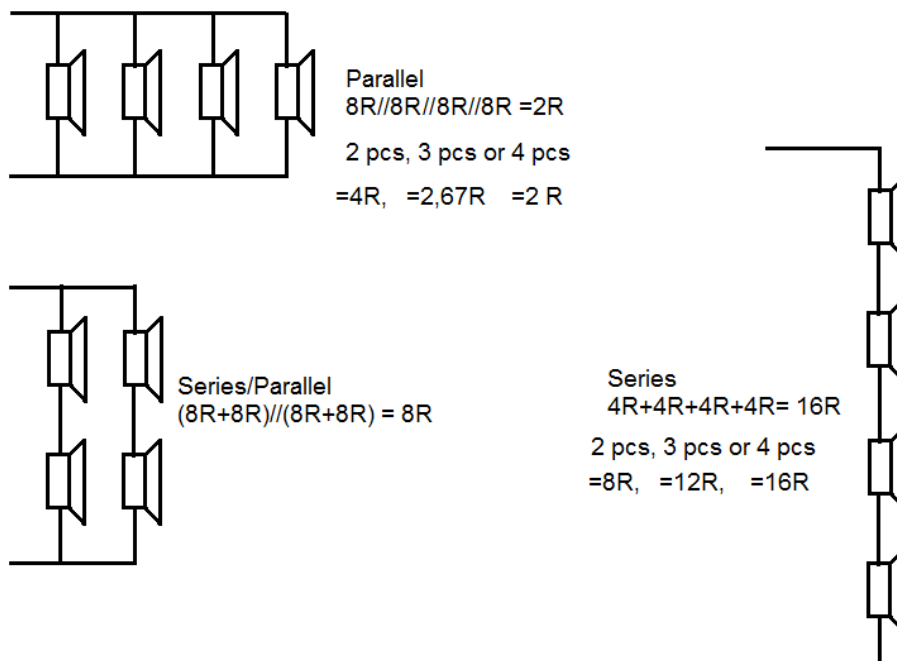 Parallel
8R//8R//8R//8R =2R
2 pcs, 3 pcs or 4 pcs
=4R, =2,67R =2 R
Series/Parallel
(8R+8R)//(8R+8R) = 8R
Series
4R+4R+4R+4R= 16R
2 pcs, 3 pcs or 4 pcs
=8R, =12R, =16R